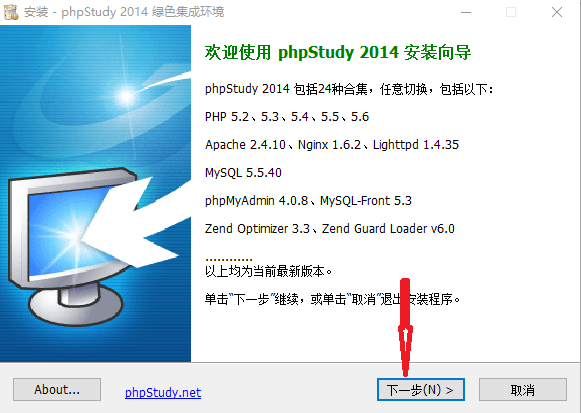 安装 - phpStudy 2014 绿色集成环境
欢迎使用 phpStudy 2014 安装向导
phpStudy 2014 包括24种合集，任意切换，包括以下：
PHP 5.2、5.3、5.4、5.5、5.6
Apache 2.4.10、Nginx 1.6.2、Lighttpd 1.4.35
MySQL 5.5.40
phpMyAdmin 4.0.8、MySQL-Front 5.3
Zend Optimizer 3.3、Zend Guard Loader v6.0
............
以上均为当前最新版本。
单击“下一步”继续，或单击“取消”退出安装程序。
About...
phpStudy.net
下一步(N) >
取消